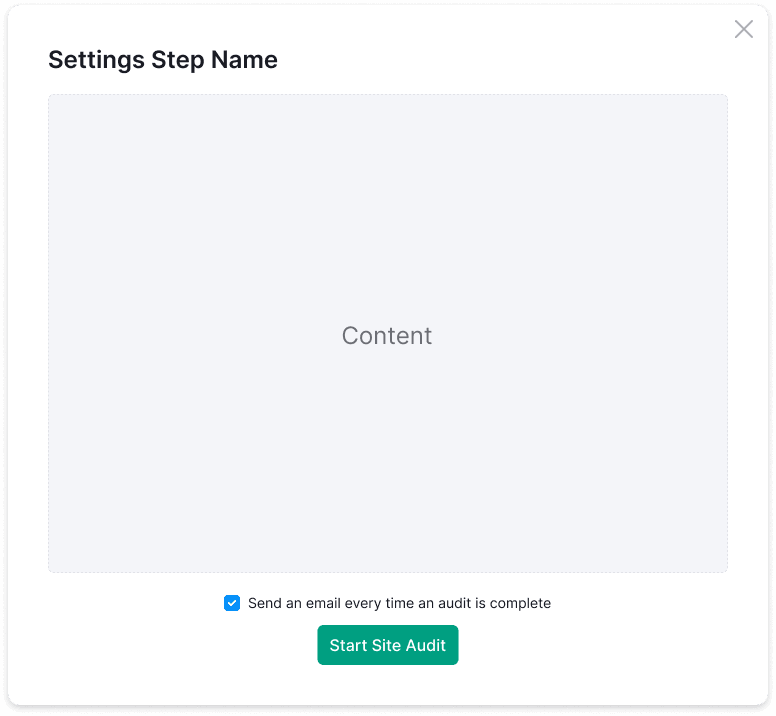 Settings Step Name
Content
Send an email every time an audit is complete
Start Site Audit